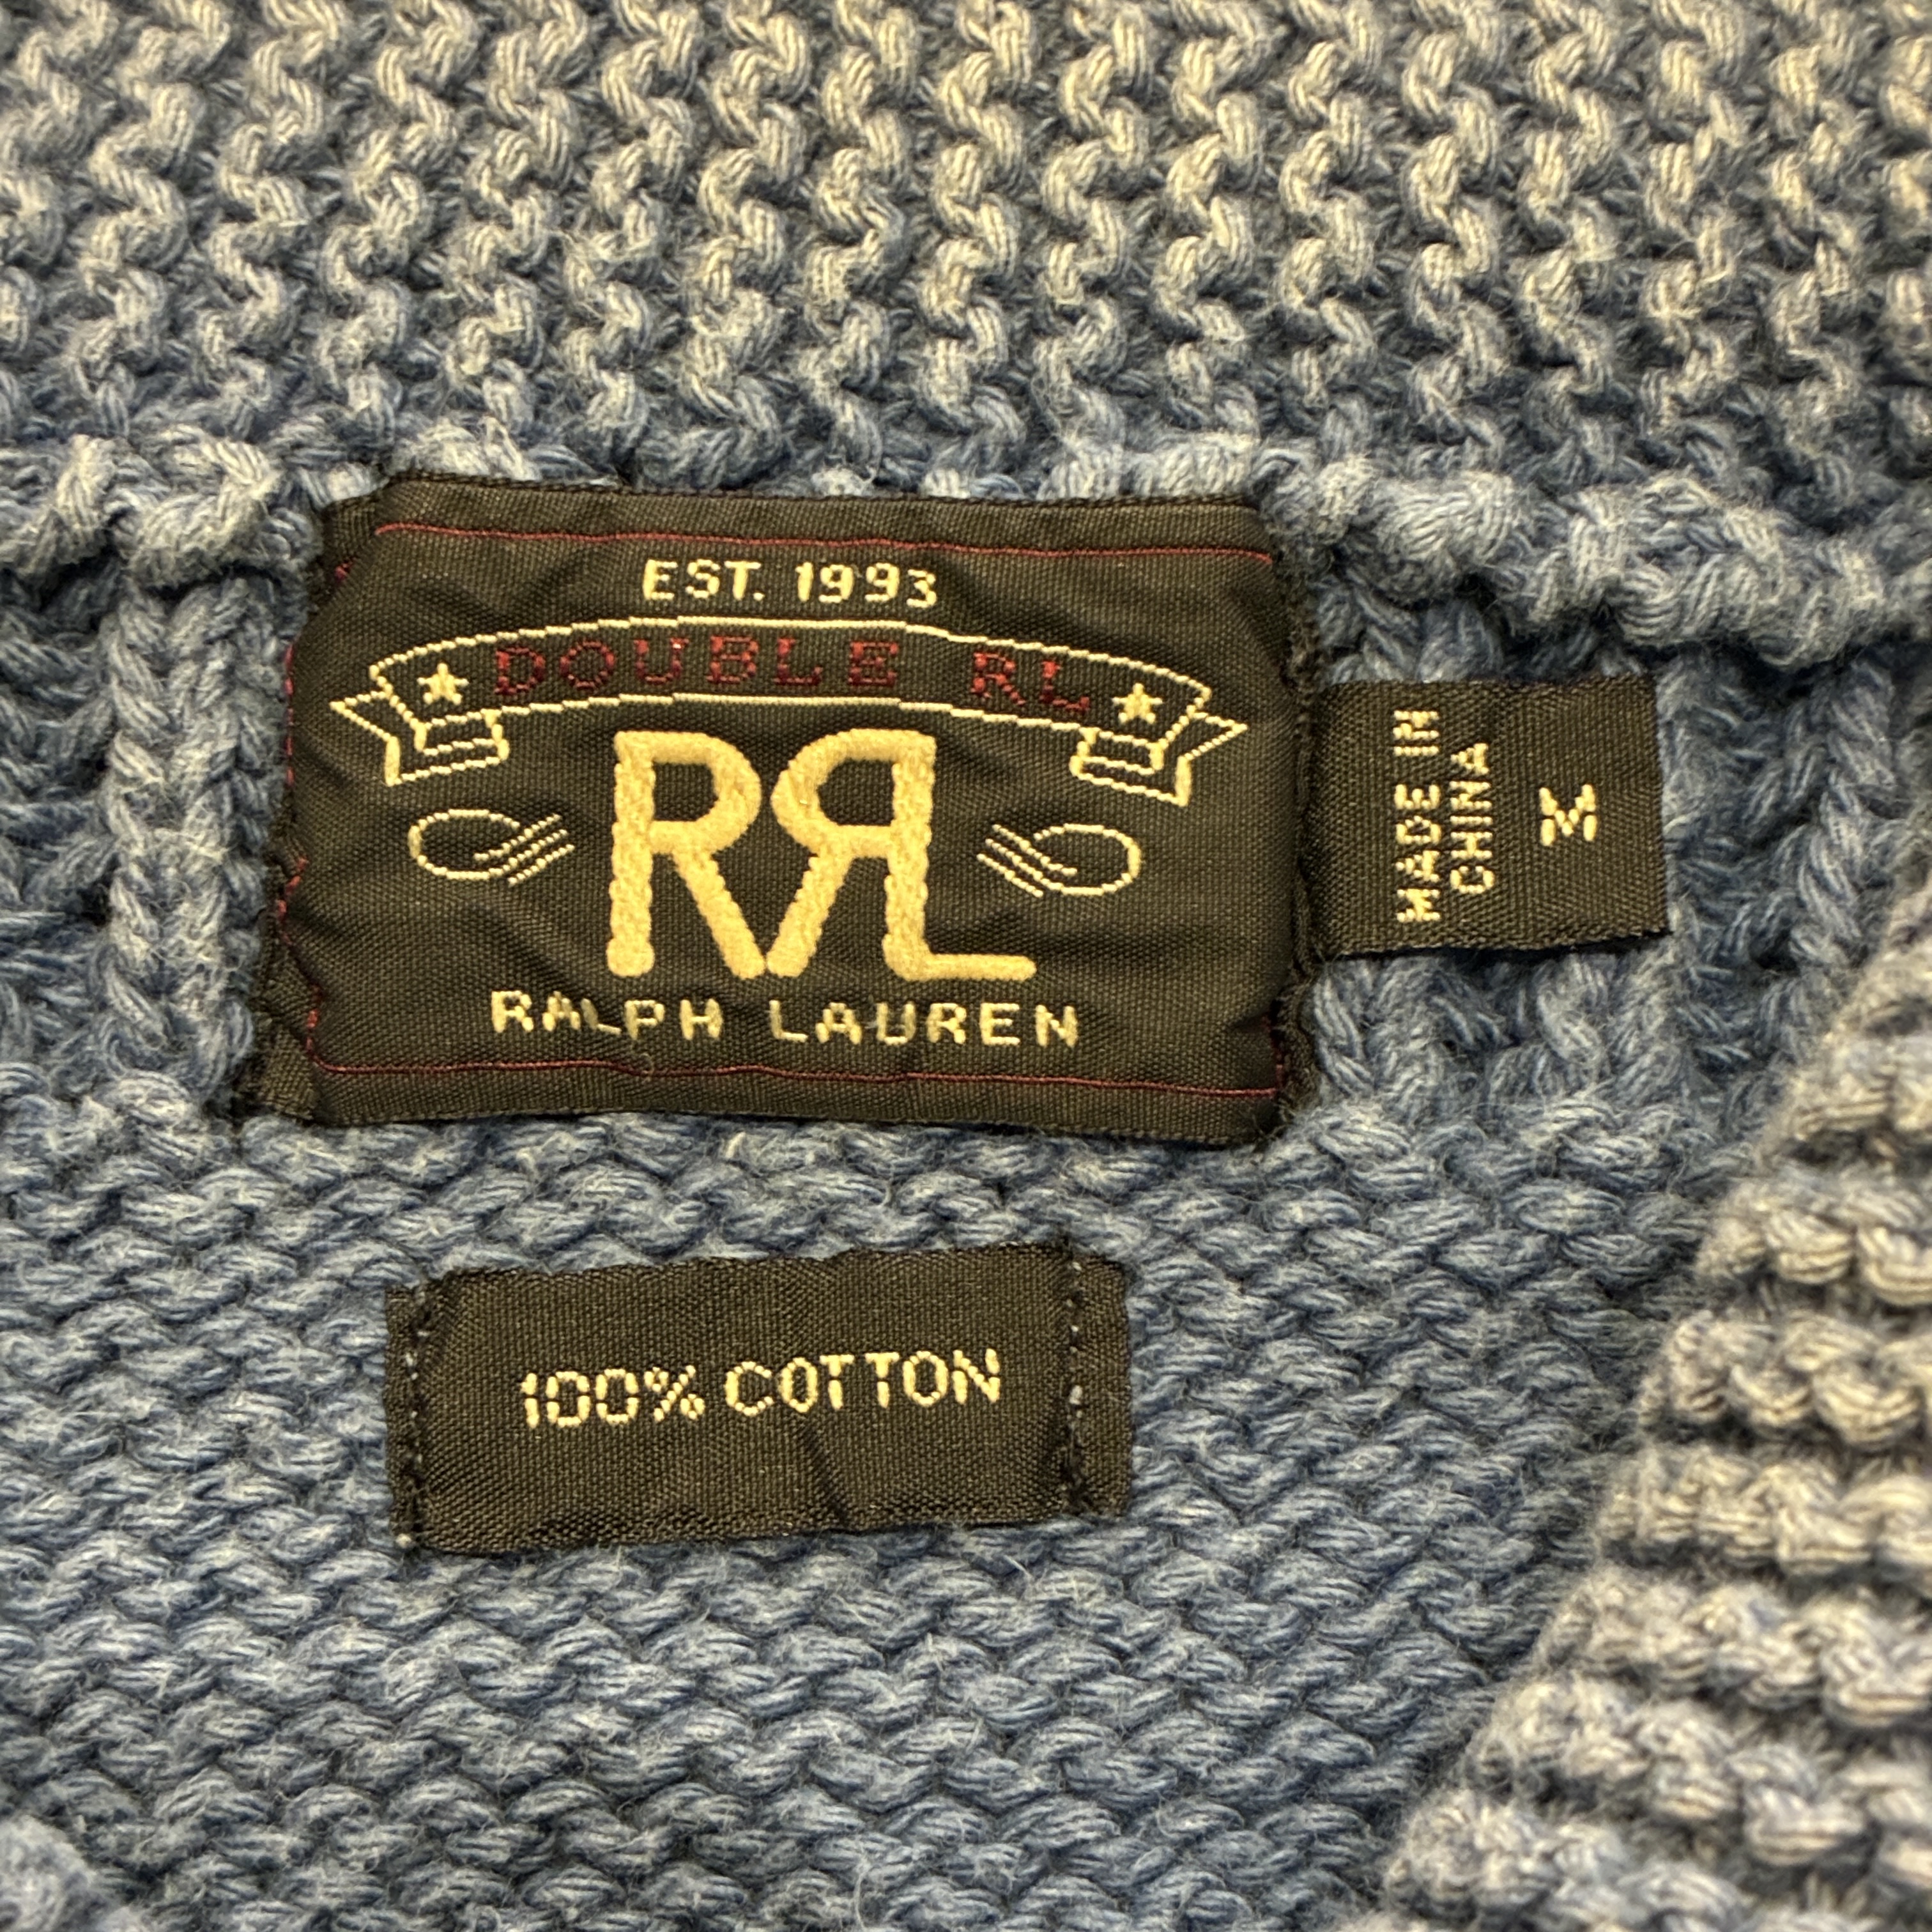 EST. 1993
DOUBLE RL
RRL
RALPH LAUREN
MADE IN
CHINA
M
100% COTTON